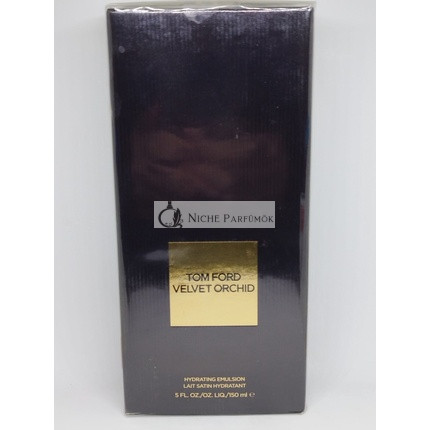 NICHE PARFÜMÖK
TOM FORD
VELVET ORCHID
HYDRATING EMULSION
LAIT SATIN HYDRATANT
5 FL. OZ./OZ. LIQ./150 ml ℮